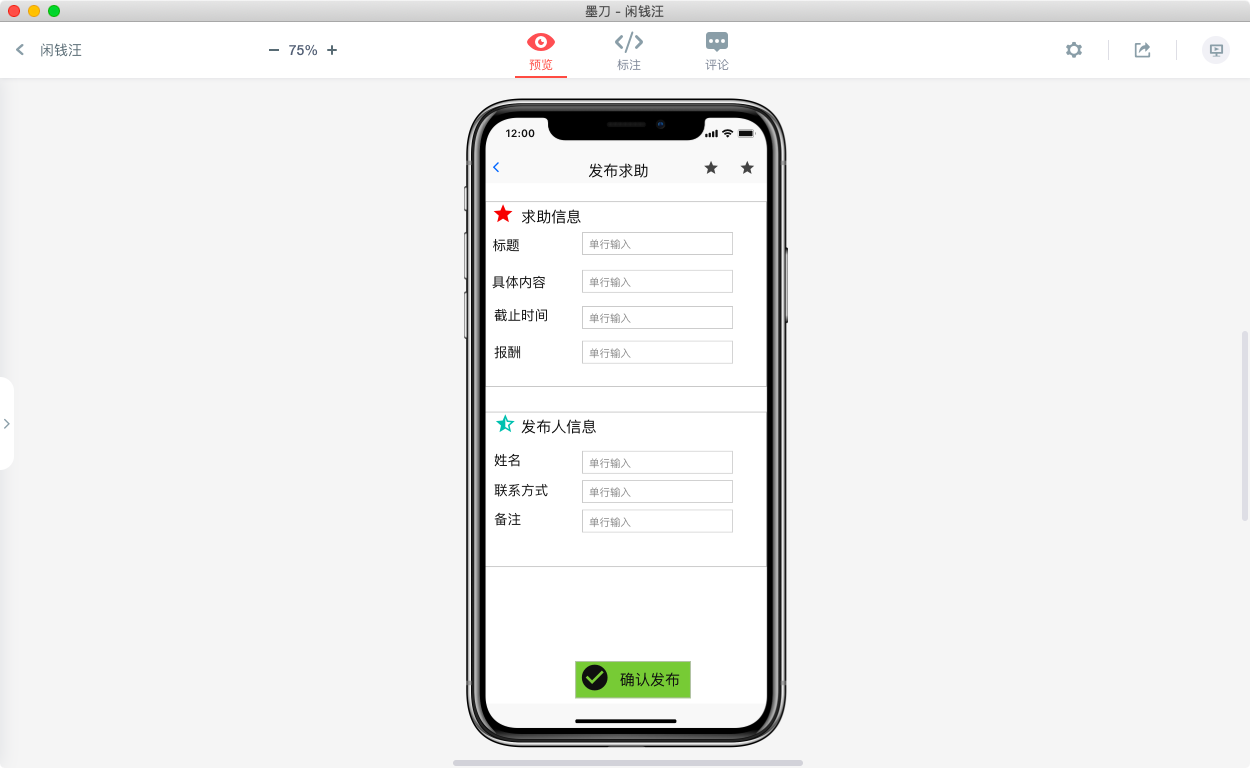 墨刀 - 闲钱汪
闲钱汪
75%
预览
标注
评论
12:00
发布求助
求助信息
标题 单行输入
具体内容 单行输入
截止时间 单行输入
报酬 单行输入
发布人信息
姓名 单行输入
联系方式 单行输入
备注 单行输入
确认发布